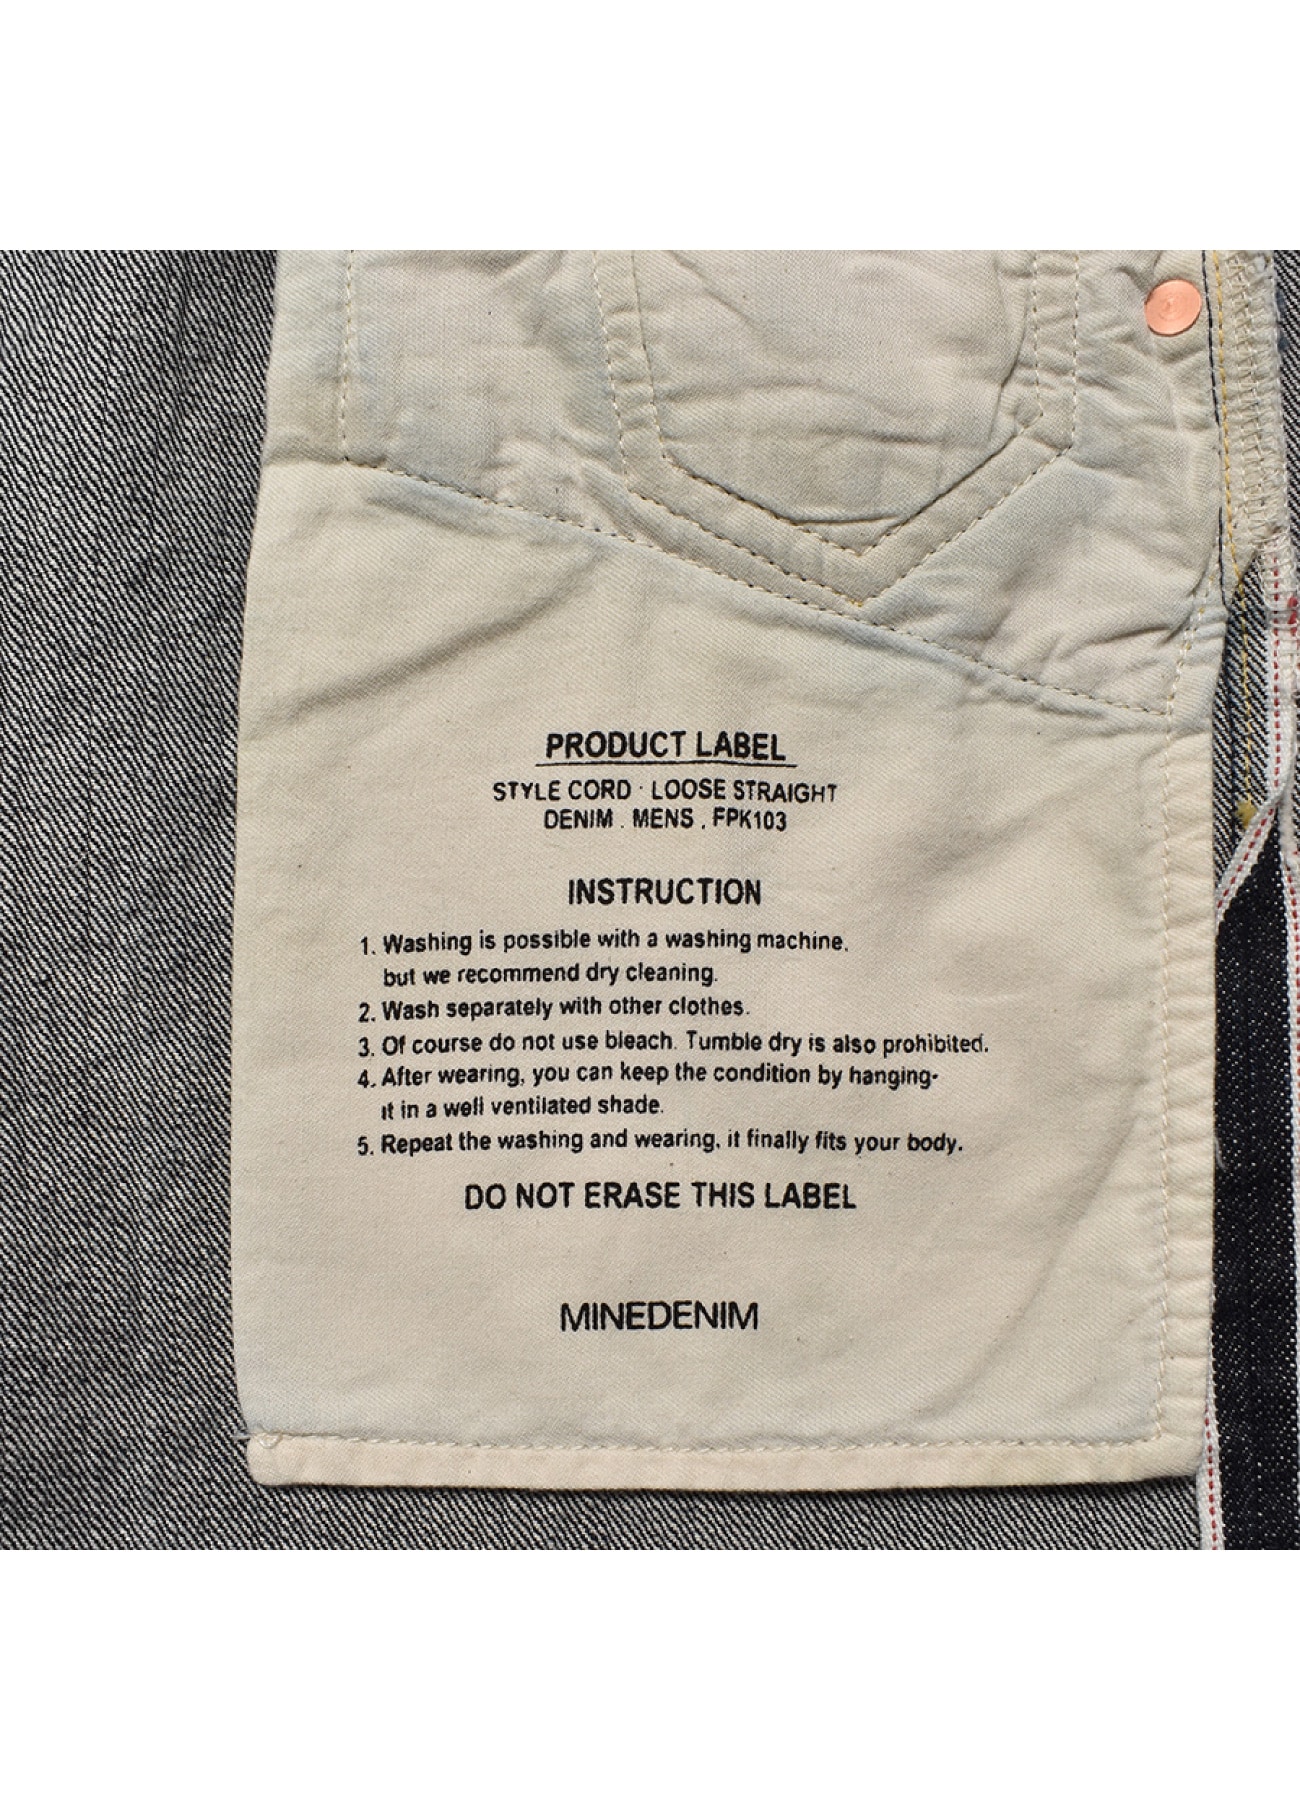 PRODUCT LABEL
STYLE CORD · LOOSE STRAIGHT
DENIM . MENS . FPK103
INSTRUCTION
1. Washing is possible with a washing machine,
but we recommend dry cleaning.
2. Wash separately with other clothes.
3. Of course do not use bleach. Tumble dry is also prohibited.
4. After wearing, you can keep the condition by hanging-
it in a well ventilated shade.
5. Repeat the washing and wearing, it finally fits your body.
DO NOT ERASE THIS LABEL
MINEDENIM